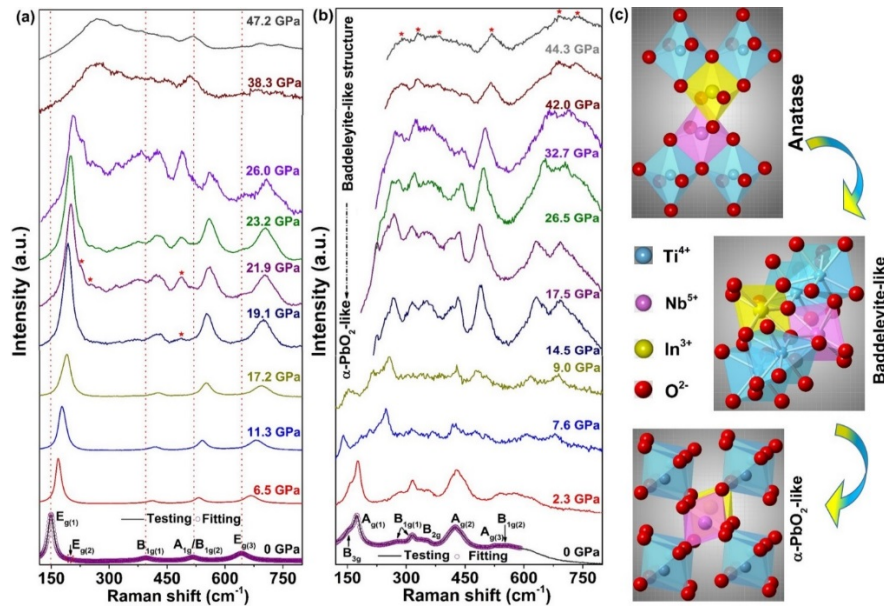 (a)
47.2 GPa
38.3 GPa
26.0 GPa
23.2 GPa
21.9 GPa
19.1 GPa
17.2 GPa
11.3 GPa
6.5 GPa
0 GPa
Eg(1)
Eg(2)
B1g(1)
A1g/B1g(2)
Eg(3)
Testing Fitting
Intensity (a.u.)
150 300 450 600 750
Raman shift (cm-1)
(b)
44.3 GPa
42.0 GPa
32.7 GPa
26.5 GPa
17.5 GPa
14.5 GPa
9.0 GPa
7.6 GPa
2.3 GPa
0 GPa
Baddeleyite-like structure
α-PbO2-like
B3g
Ag(1)
B1g(1)
B2g
Ag(2)
Ag(3)
B1g(2)
Testing Fitting
Intensity (a.u.)
150 300 450 600 750
Raman shift (cm-1)
(c)
Anatase
Ti4+
Nb5+
In3+
O2-
Baddeleyite-like
α-PbO2-like